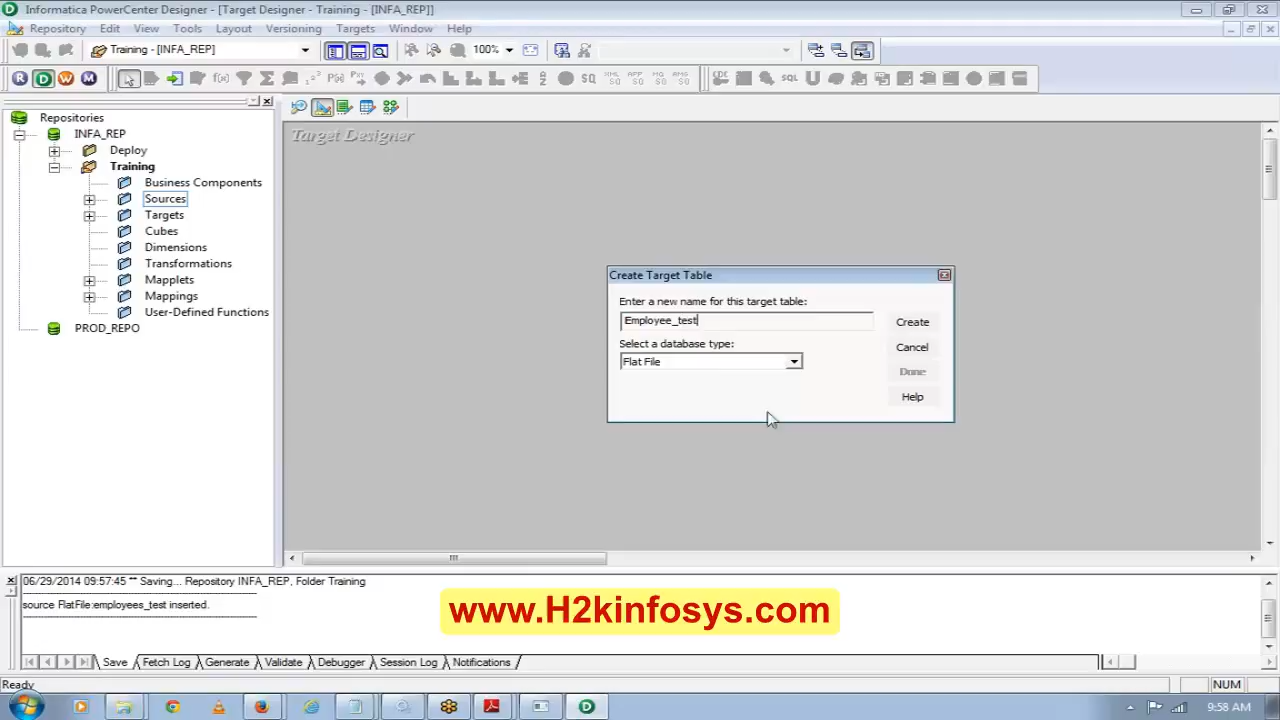 Informatica PowerCenter Designer - [Target Designer - Training - [INFA_REP]]
Repository Edit View Tools Layout Transformations Versioning Targets Window Help
Training - [INFA_REP]
100%
Repositories
INFA_REP
Deploy
Training
Business Components
Sources
Targets
Cubes
Dimensions
Transformations
Mapplets
Mappings
User-Defined Functions
PROD_REPO
Target Designer
Create Target Table
Enter a new name for this target table:
Employee_test
Select a database type:
Flat File
Create
Cancel
Done
Help
06/29/2014 09:57:45 ** Saving... Repository INFA_REP, Folder Training
source FlatFile:employees_test inserted.
www.H2kinfosys.com
Save Fetch Log Generate Validate Debugger Session Log Notifications
Ready
NUM
9:58 AM